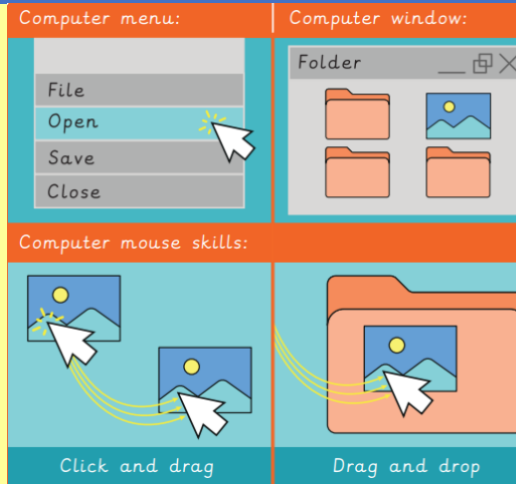 Computer menu:
Computer window:
File
Open
Save
Close
Folder
Computer mouse skills:
Click and drag
Drag and drop